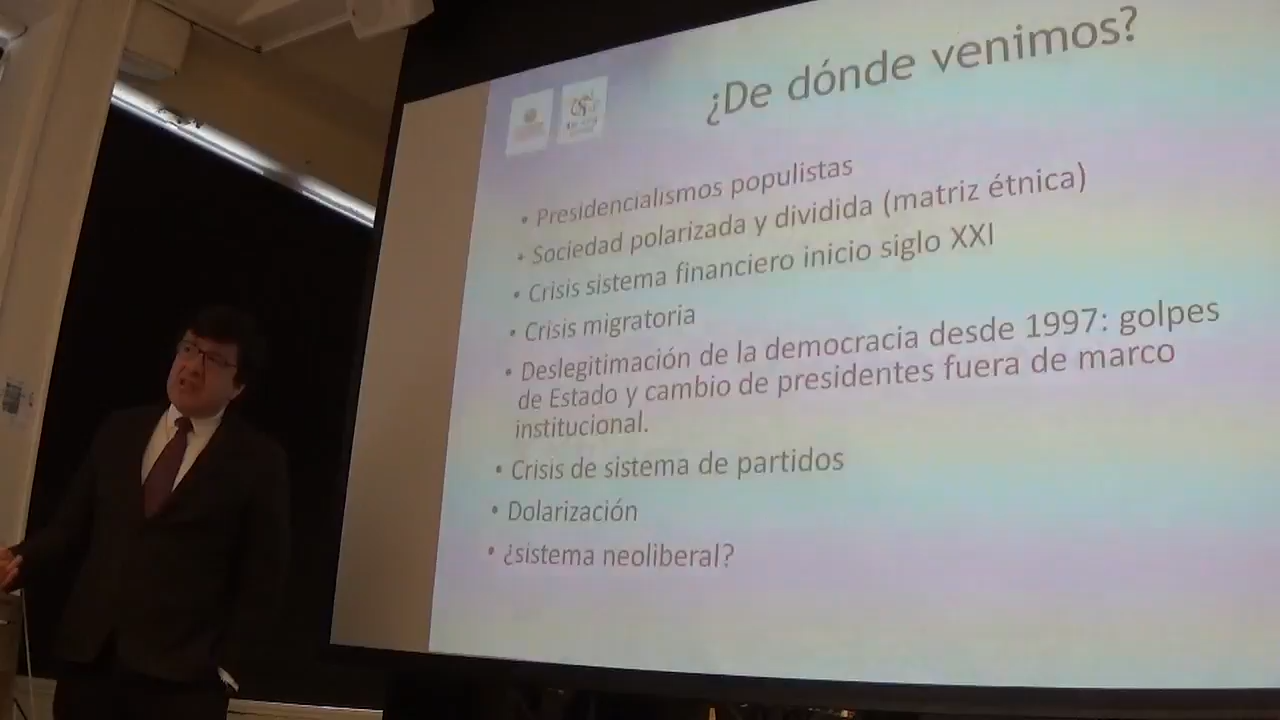 ¿De dónde venimos?
• Presidencialismos populistas
• Sociedad polarizada y dividida (matriz étnica)
• Crisis sistema financiero inicio siglo XXI
• Crisis migratoria
• Deslegitimación de la democracia desde 1997: golpes
de Estado y cambio de presidentes fuera de marco
institucional.
• Crisis de sistema de partidos
• Dolarización
• ¿sistema neoliberal?